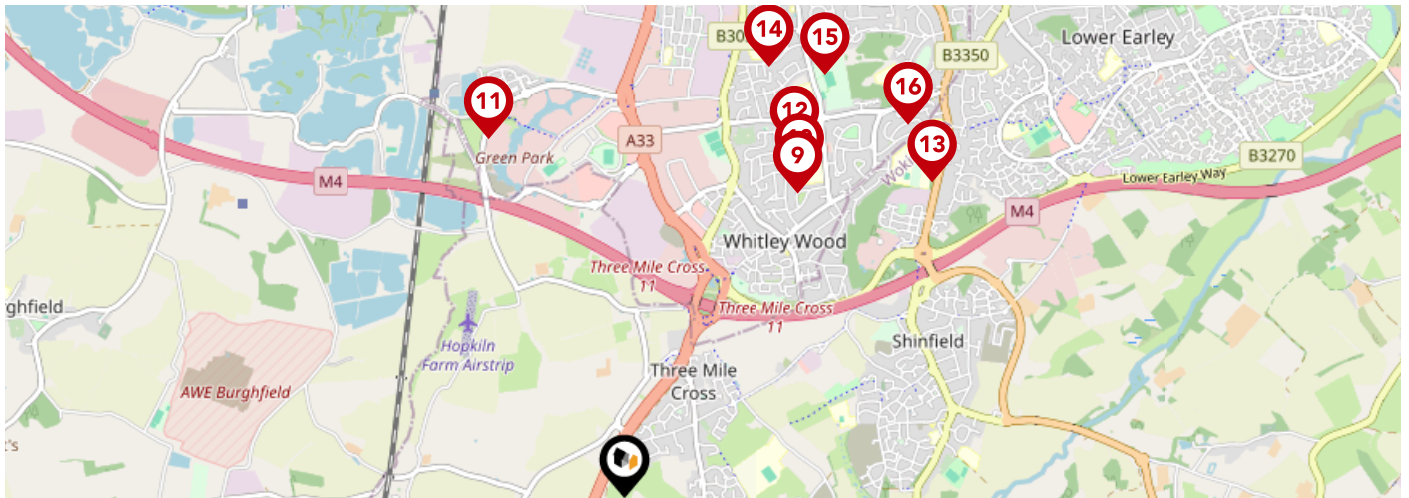 14
15
B30
B3350
Lower Earley
16
11
12
A33
13
9
Green Park
B3270
M4
Lower Earley Way
Wok
M4
Whitley Wood
Three Mile Cross
11
Three Mile Cross
11
ghfield
Hopkiln
Farm Airstrip
Shinfield
Three Mile
Cross
AWE Burghfield
t's